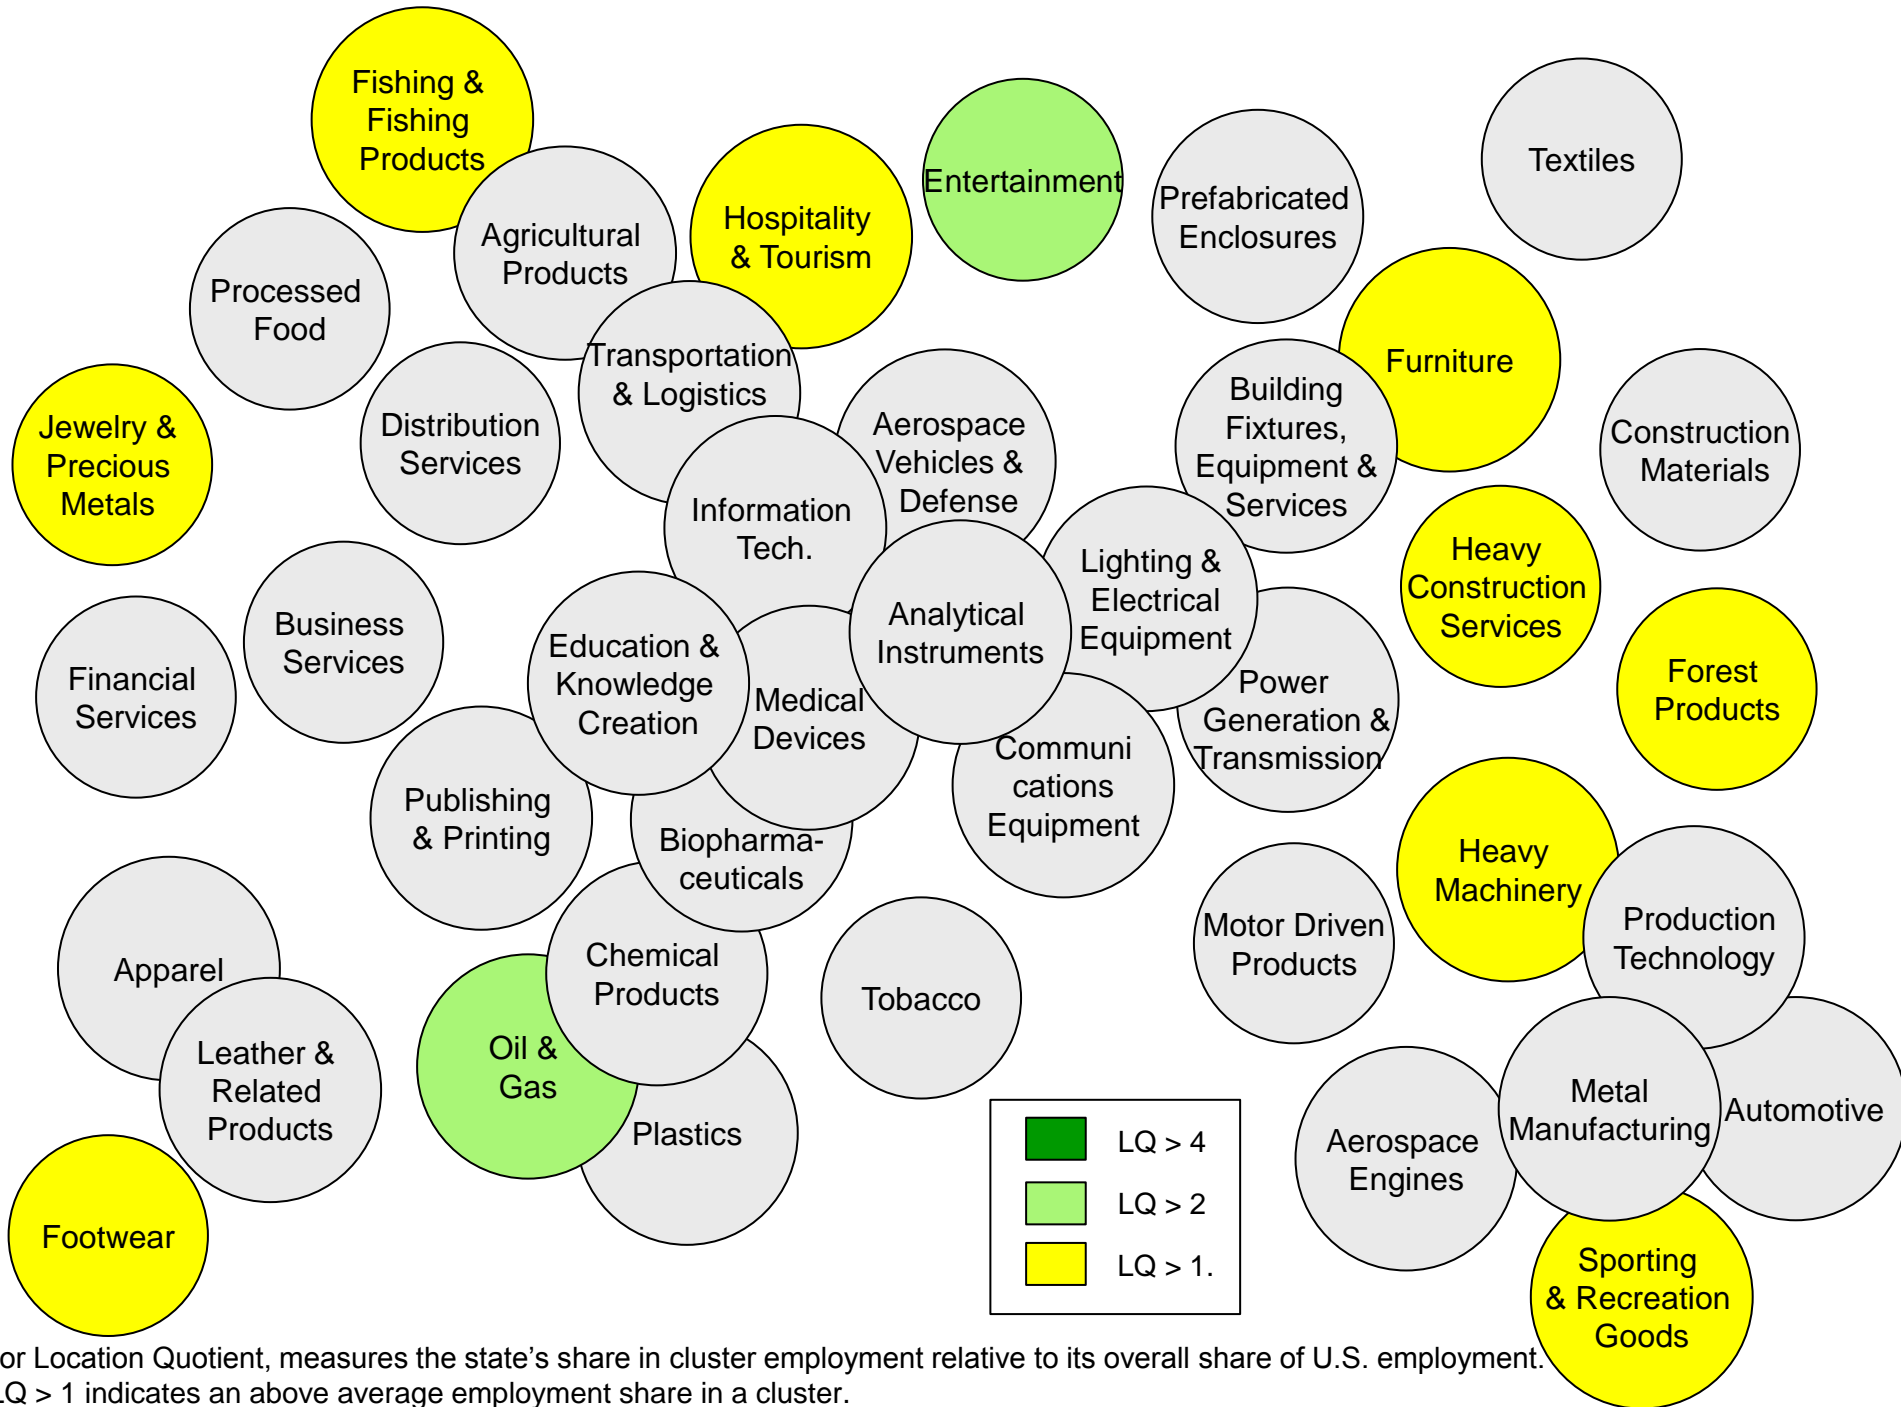 Fishing &
Fishing
Products
Agricultural
Products
Hospitality
& Tourism
Entertainment
Prefabricated
Enclosures
Textiles
Processed
Food
Transportation
& Logistics
Furniture
Jewelry &
Precious
Metals
Distribution
Services
Aerospace
Vehicles &
Defense
Building
Fixtures,
Equipment &
Services
Construction
Materials
Information
Tech.
Analytical
Instruments
Lighting &
Electrical
Equipment
Heavy
Construction
Services
Forest
Products
Financial
Services
Business
Services
Education &
Knowledge
Creation
Medical
Devices
Communi
cations
Equipment
Power
Generation &
Transmission
Publishing
& Printing
Biopharma-
ceuticals
Heavy
Machinery
Apparel
Leather &
Related
Products
Chemical
Products
Oil &
Gas
Plastics
Tobacco
Motor Driven
Products
Production
Technology
Footwear
Aerospace
Engines
Metal
Manufacturing
Automotive
Sporting
& Recreation
Goods
LQ > 4
LQ > 2
LQ > 1.
or Location Quotient, measures the state’s share in cluster employment relative to its overall share of U.S. employment.
LQ > 1 indicates an above average employment share in a cluster.